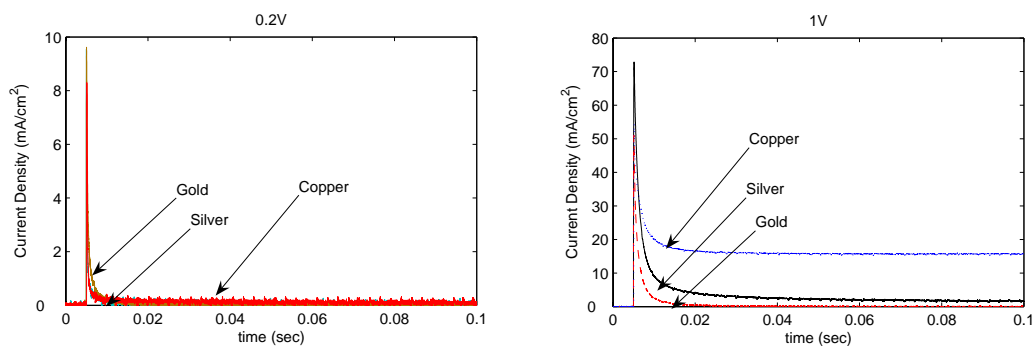 0.2V
10
8
6
4
2
0
Current Density (mA/cm²)
Gold
Silver
Copper
0 0.02 0.04 0.06 0.08 0.1
time (sec)
1V
80
70
60
50
40
30
20
10
0
Current Density (mA/cm²)
Copper
Silver
Gold
0 0.02 0.04 0.06 0.08 0.1
time (sec)